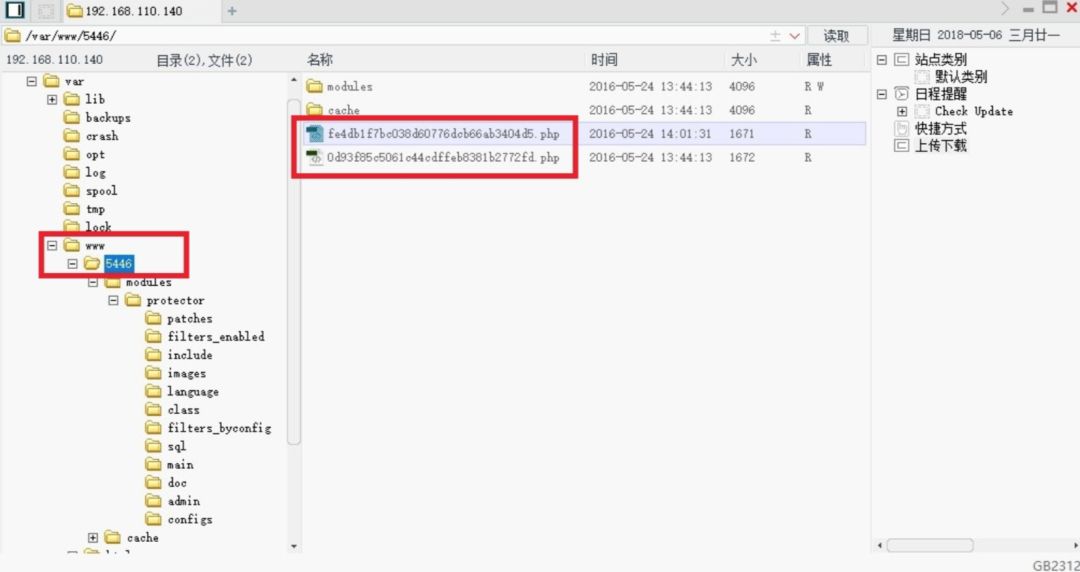 192.168.110.140
/var/www/5446/ 读取 星期日 2018-05-06 三月廿一
192.168.110.140 目录(2),文件(2) 名称 时间 大小 属性
modules 2016-05-24 13:44:13 4096 R W
cache 2016-05-24 13:44:13 4096 R
fe4db1f7bc038d60776dcb66ab3404d5.php 2016-05-24 14:01:31 1671 R
0d93f85c5061c44cdffeb8381b2772fd.php 2016-05-24 13:44:13 1672 R
var
lib
backups
crash
opt
log
spool
tmp
lock
www
5446
modules
protector
patches
filters_enabled
include
images
language
class
filters_byconfig
sql
main
doc
admin
configs
cache
站点类别
默认类别
日程提醒
Check Update
快捷方式
上传下载
GB2312